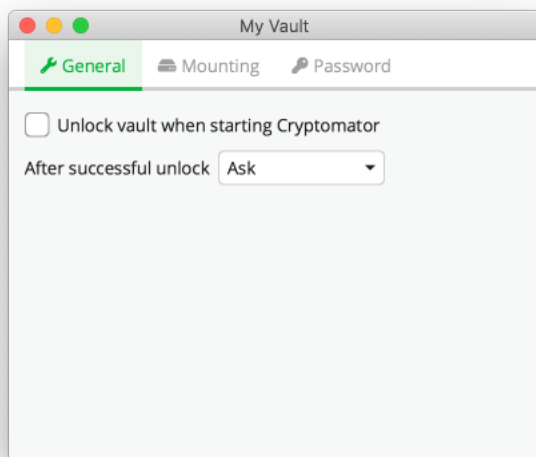 My Vault
General Mounting Password
Unlock vault when starting Cryptomator
After successful unlock Ask